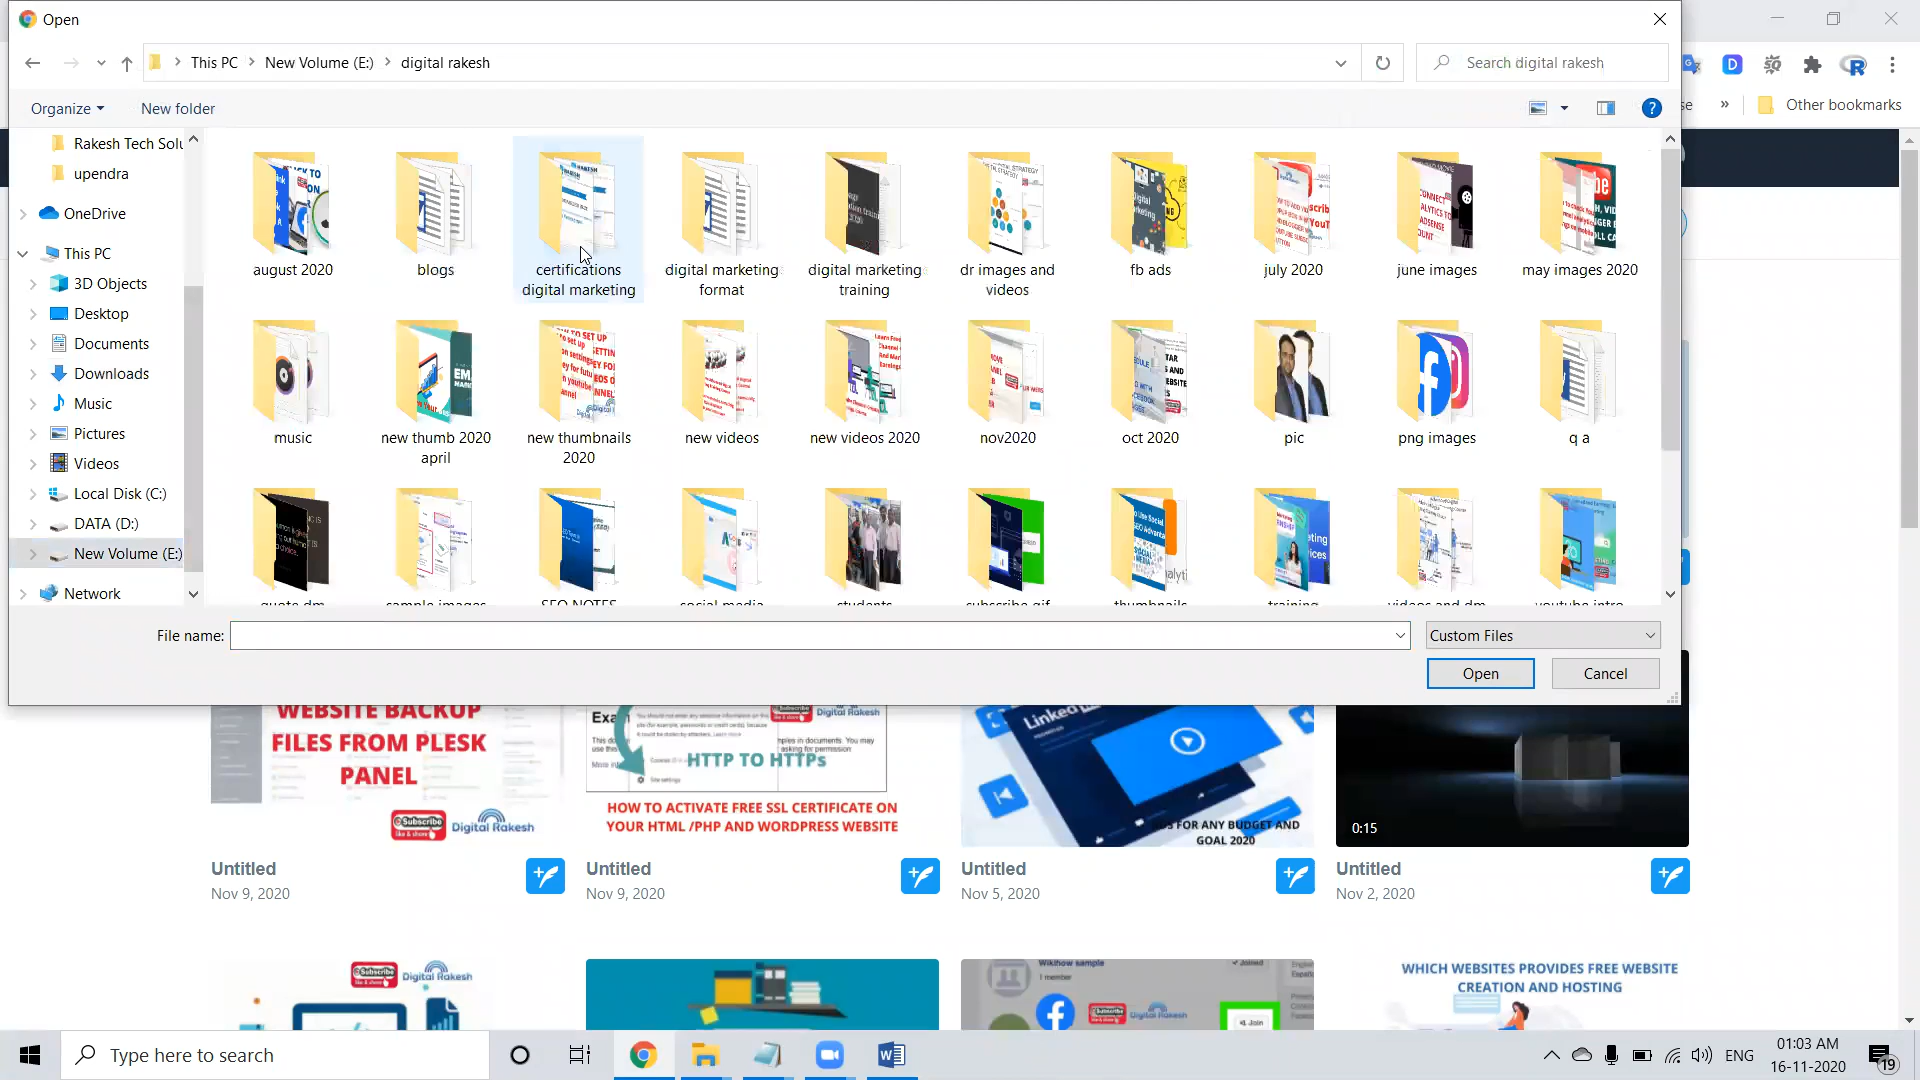 Open
This PC
New Volume (E:)
digital rakesh
Search digital rakesh
Organize
New folder
Other bookmarks
Rakesh Tech Solu
upendra
OneDrive
This PC
3D Objects
Desktop
Documents
Downloads
Music
Pictures
Videos
Local Disk (C:)
DATA (D:)
New Volume (E:)
Network
august 2020
blogs
certifications
digital marketing
digital marketing
format
digital marketing
training
dr images and
videos
fb ads
july 2020
june images
may images 2020
music
new thumb 2020
april
new thumbnails
2020
new videos
new videos 2020
nov2020
oct 2020
pic
png images
q a
quote dm
sample images
SEO NOTES
social media
students
subscribe gif
thumbnails
training
videos and dm
youtube intro
File name:
Custom Files
Open
Cancel
WEBSITE BACKUP
FILES FROM PLESK
PANEL
Subscribe
like & share
Digital Rakesh
Digital Rakesh
HTTP TO HTTPs
HOW TO ACTIVATE FREE SSL CERTIFICATE ON
YOUR HTML /PHP AND WORDPRESS WEBSITE
FOR ANY BUDGET AND
GOAL 2020
0:15
Untitled
Nov 9, 2020
Untitled
Nov 9, 2020
Untitled
Nov 5, 2020
Untitled
Nov 2, 2020
Subscribe
like & share
Digital Rakesh
Wikihow sample
1 member
Joined
Digital Rakesh
Join
WHICH WEBSITES PROVIDES FREE WEBSITE
CREATION AND HOSTING
Type here to search
ENG
01:03 AM
16-11-2020
19